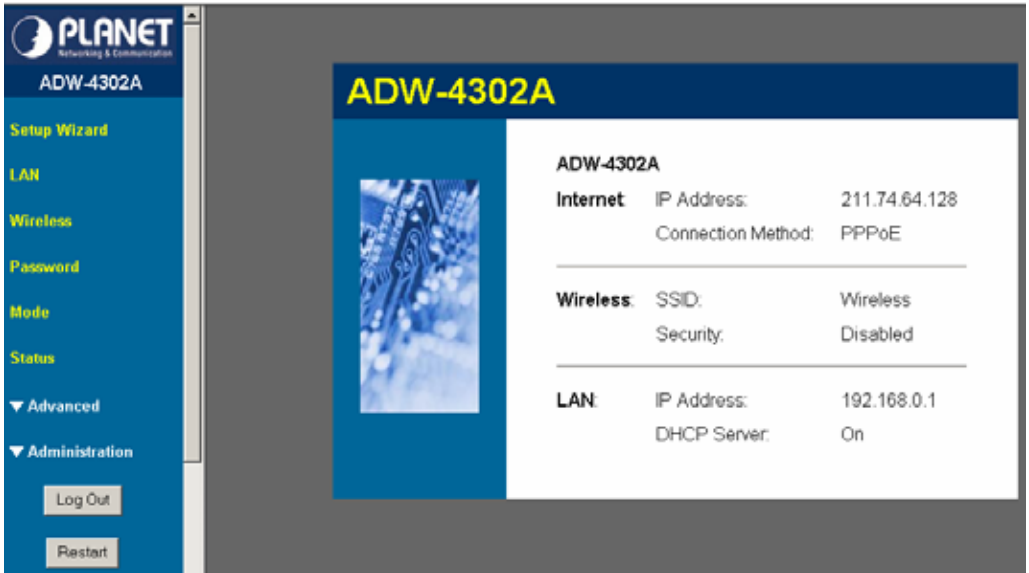 PLANET
Networking & Communication
ADW-4302A
Setup Wizard
LAN
Wireless
Password
Mode
Status
▼ Advanced
▼ Administration
Log Out
Restart
ADW-4302A
ADW-4302A
Internet IP Address: 211.74.64.128
Connection Method: PPPoE
Wireless: SSID: Wireless
Security: Disabled
LAN: IP Address: 192.168.0.1
DHCP Server: On